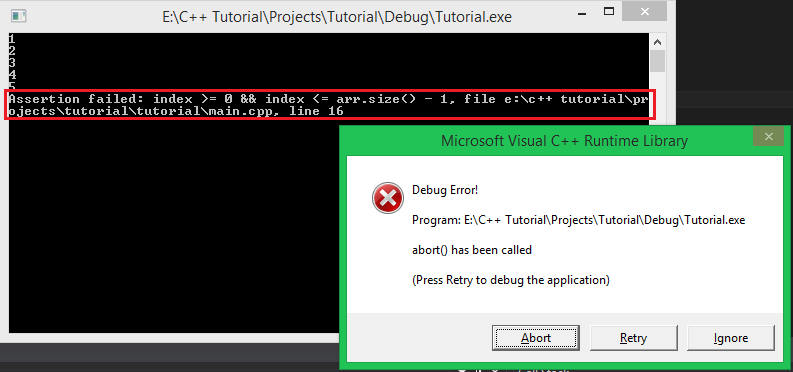 E:\C++ Tutorial\Projects\Tutorial\Debug\Tutorial.exe
1
2
3
4
5
Assertion failed: index >= 0 && index <= arr.size() - 1, file e:\c++ tutorial\pr
ojects\tutorial\tutorial\main.cpp, line 16
Microsoft Visual C++ Runtime Library
Debug Error!
Program: E:\C++ Tutorial\Projects\Tutorial\Debug\Tutorial.exe
abort() has been called
(Press Retry to debug the application)
Abort
Retry
Ignore